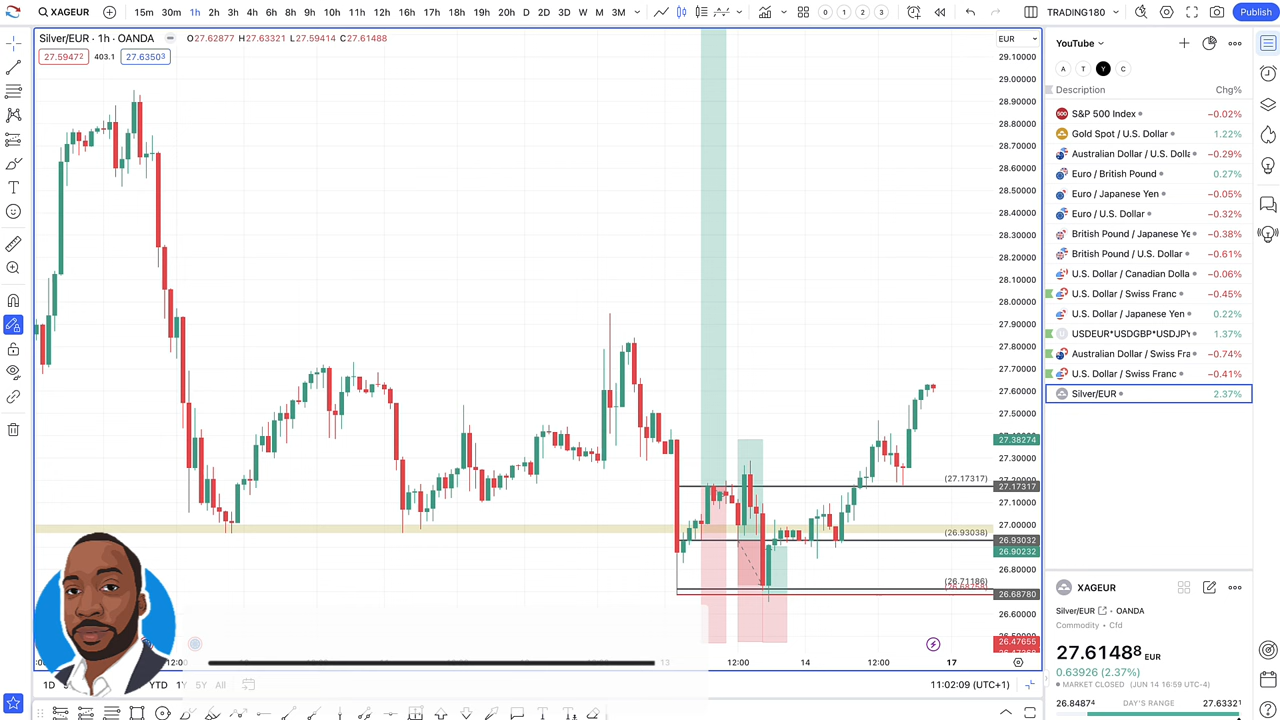 XAGEUR
15m 30m 1h 2h 3h 4h 6h 8h 9h 10h 11h 12h 16h 17h 18h 19h 20h D 2D 3D W M 3M
0 1 2 3
TRADING180
Publish
Silver/EUR · 1h · OANDA
O27.62877 H27.63321 L27.59414 C27.61488
27.59472 403.1 27.63503
EUR
29.10000
29.00000
28.90000
28.80000
28.70000
28.60000
28.50000
28.40000
28.30000
28.20000
28.10000
28.00000
27.90000
27.80000
27.70000
27.60000
27.50000
27.38274
27.30000
(27.17317)
27.17317
27.10000
27.00000
(26.93038)
26.93032
26.90232
26.80000
(26.71186)
26.68780
26.60000
26.47655
12:00
13
12:00
14
12:00
17
1D
YTD 1Y 5Y All
11:02:09 (UTC+1)
YouTube
A T Y C
Description Chg%
S&P 500 Index −0.02%
Gold Spot / U.S. Dollar 1.22%
Australian Dollar / U.S. Dolla −0.29%
Euro / British Pound 0.27%
Euro / Japanese Yen −0.05%
Euro / U.S. Dollar −0.32%
British Pound / Japanese Ye −0.38%
British Pound / U.S. Dollar −0.61%
U.S. Dollar / Canadian Dolla −0.06%
U.S. Dollar / Swiss Franc −0.45%
U.S. Dollar / Japanese Yen 0.22%
USDEUR*USDGBP*USDJPY 1.37%
Australian Dollar / Swiss Fra −0.74%
U.S. Dollar / Swiss Franc −0.41%
Silver/EUR 2.37%
XAGEUR
Silver/EUR · OANDA
Commodity · Cfd
27.61488 EUR
0.63926 (2.37%)
MARKET CLOSED (JUN 14 16:59 UTC-4)
26.84874 DAY'S RANGE 27.63321